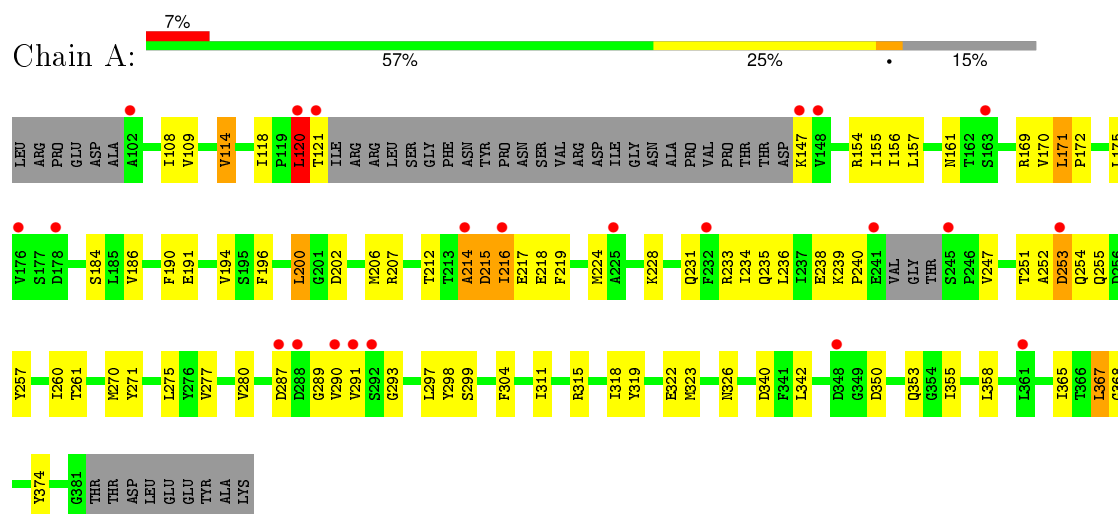 7%
Chain A:
57% 25% • 15%
LEU ARG PRO GLU ASP ALA A102 I108 V109 V114 I118 P119 L120 T121 ILE ARG ARG LEU SER GLY PHE ASN TYR PRO ASN SER VAL ARG ASP ILE GLY ASN ALA PRO VAL PRO THR THR ASP K147 V148 R154 I155 I156 L157 N161 T162 S163 R169 V170 L171 P172 L175
V176 S177 D178 S184 L185 V186 F190 E191 V194 S195 F196 L200 G201 D202 M206 R207 T212 T213 A214 D215 I216 E217 E218 F219 M224 A225 K228 Q231 F232 R233 I234 Q235 L236 I237 E238 K239 P240 E241 VAL GLY THR S245 P246 V247 T251 A252 D253 Q254 Q255 D256
Y257 I260 T261 M270 Y271 L275 Y276 V277 V280 D287 D288 G289 V290 V291 S292 G293 L297 Y298 S299 F304 I311 R315 I318 Y319 E322 M323 N326 D340 F341 L342 D348 G349 D350 Q353 G354 I355 L358 L361 I365 T366 L367
Y374 G381 THR THR ASP LEU GLU GLU TYR ALA LYS